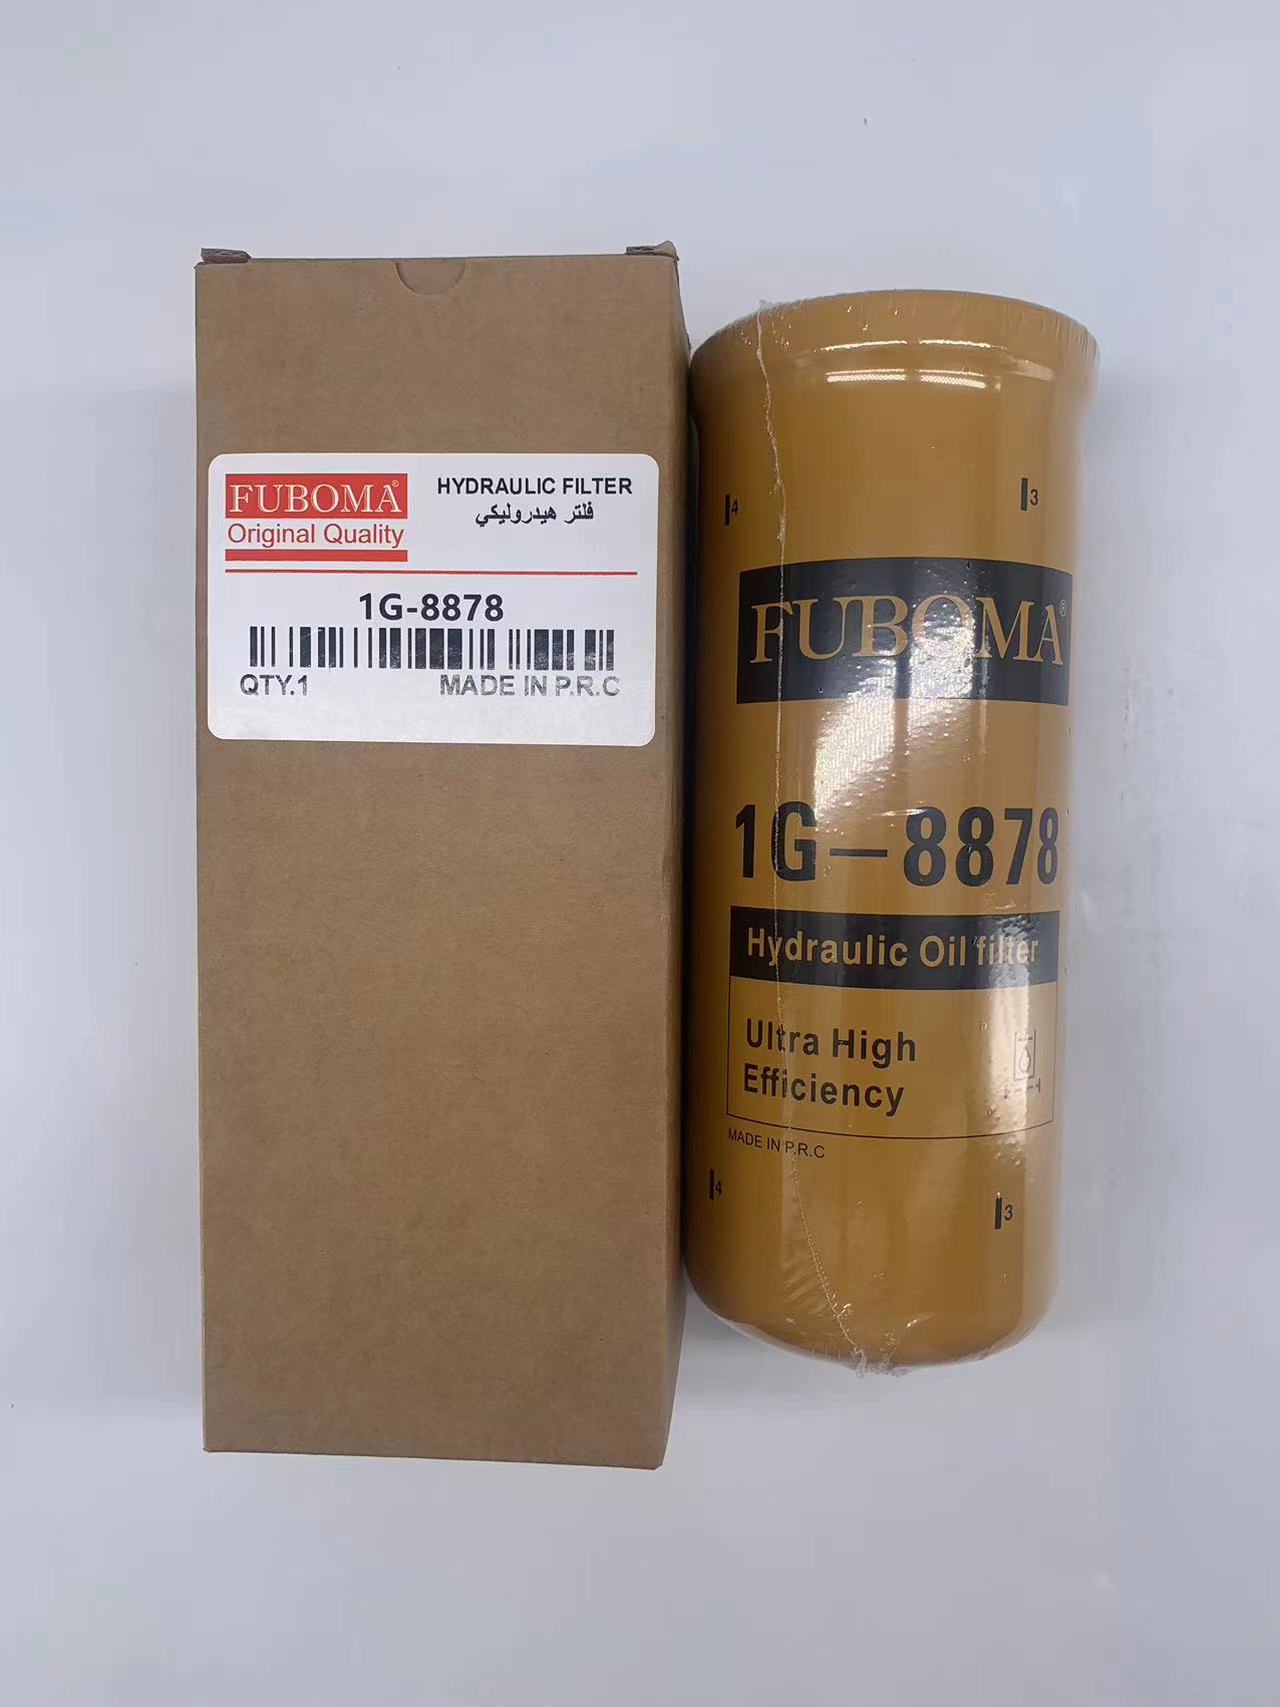 FUBOMA®
Original Quality
HYDRAULIC FILTER
فلتر هيدروليكي
1G-8878
QTY.1
MADE IN P.R.C
4
3
FUBOMA®
1G-8878
Hydraulic Oil filter
Ultra High
Efficiency
MADE IN P.R.C
4
3